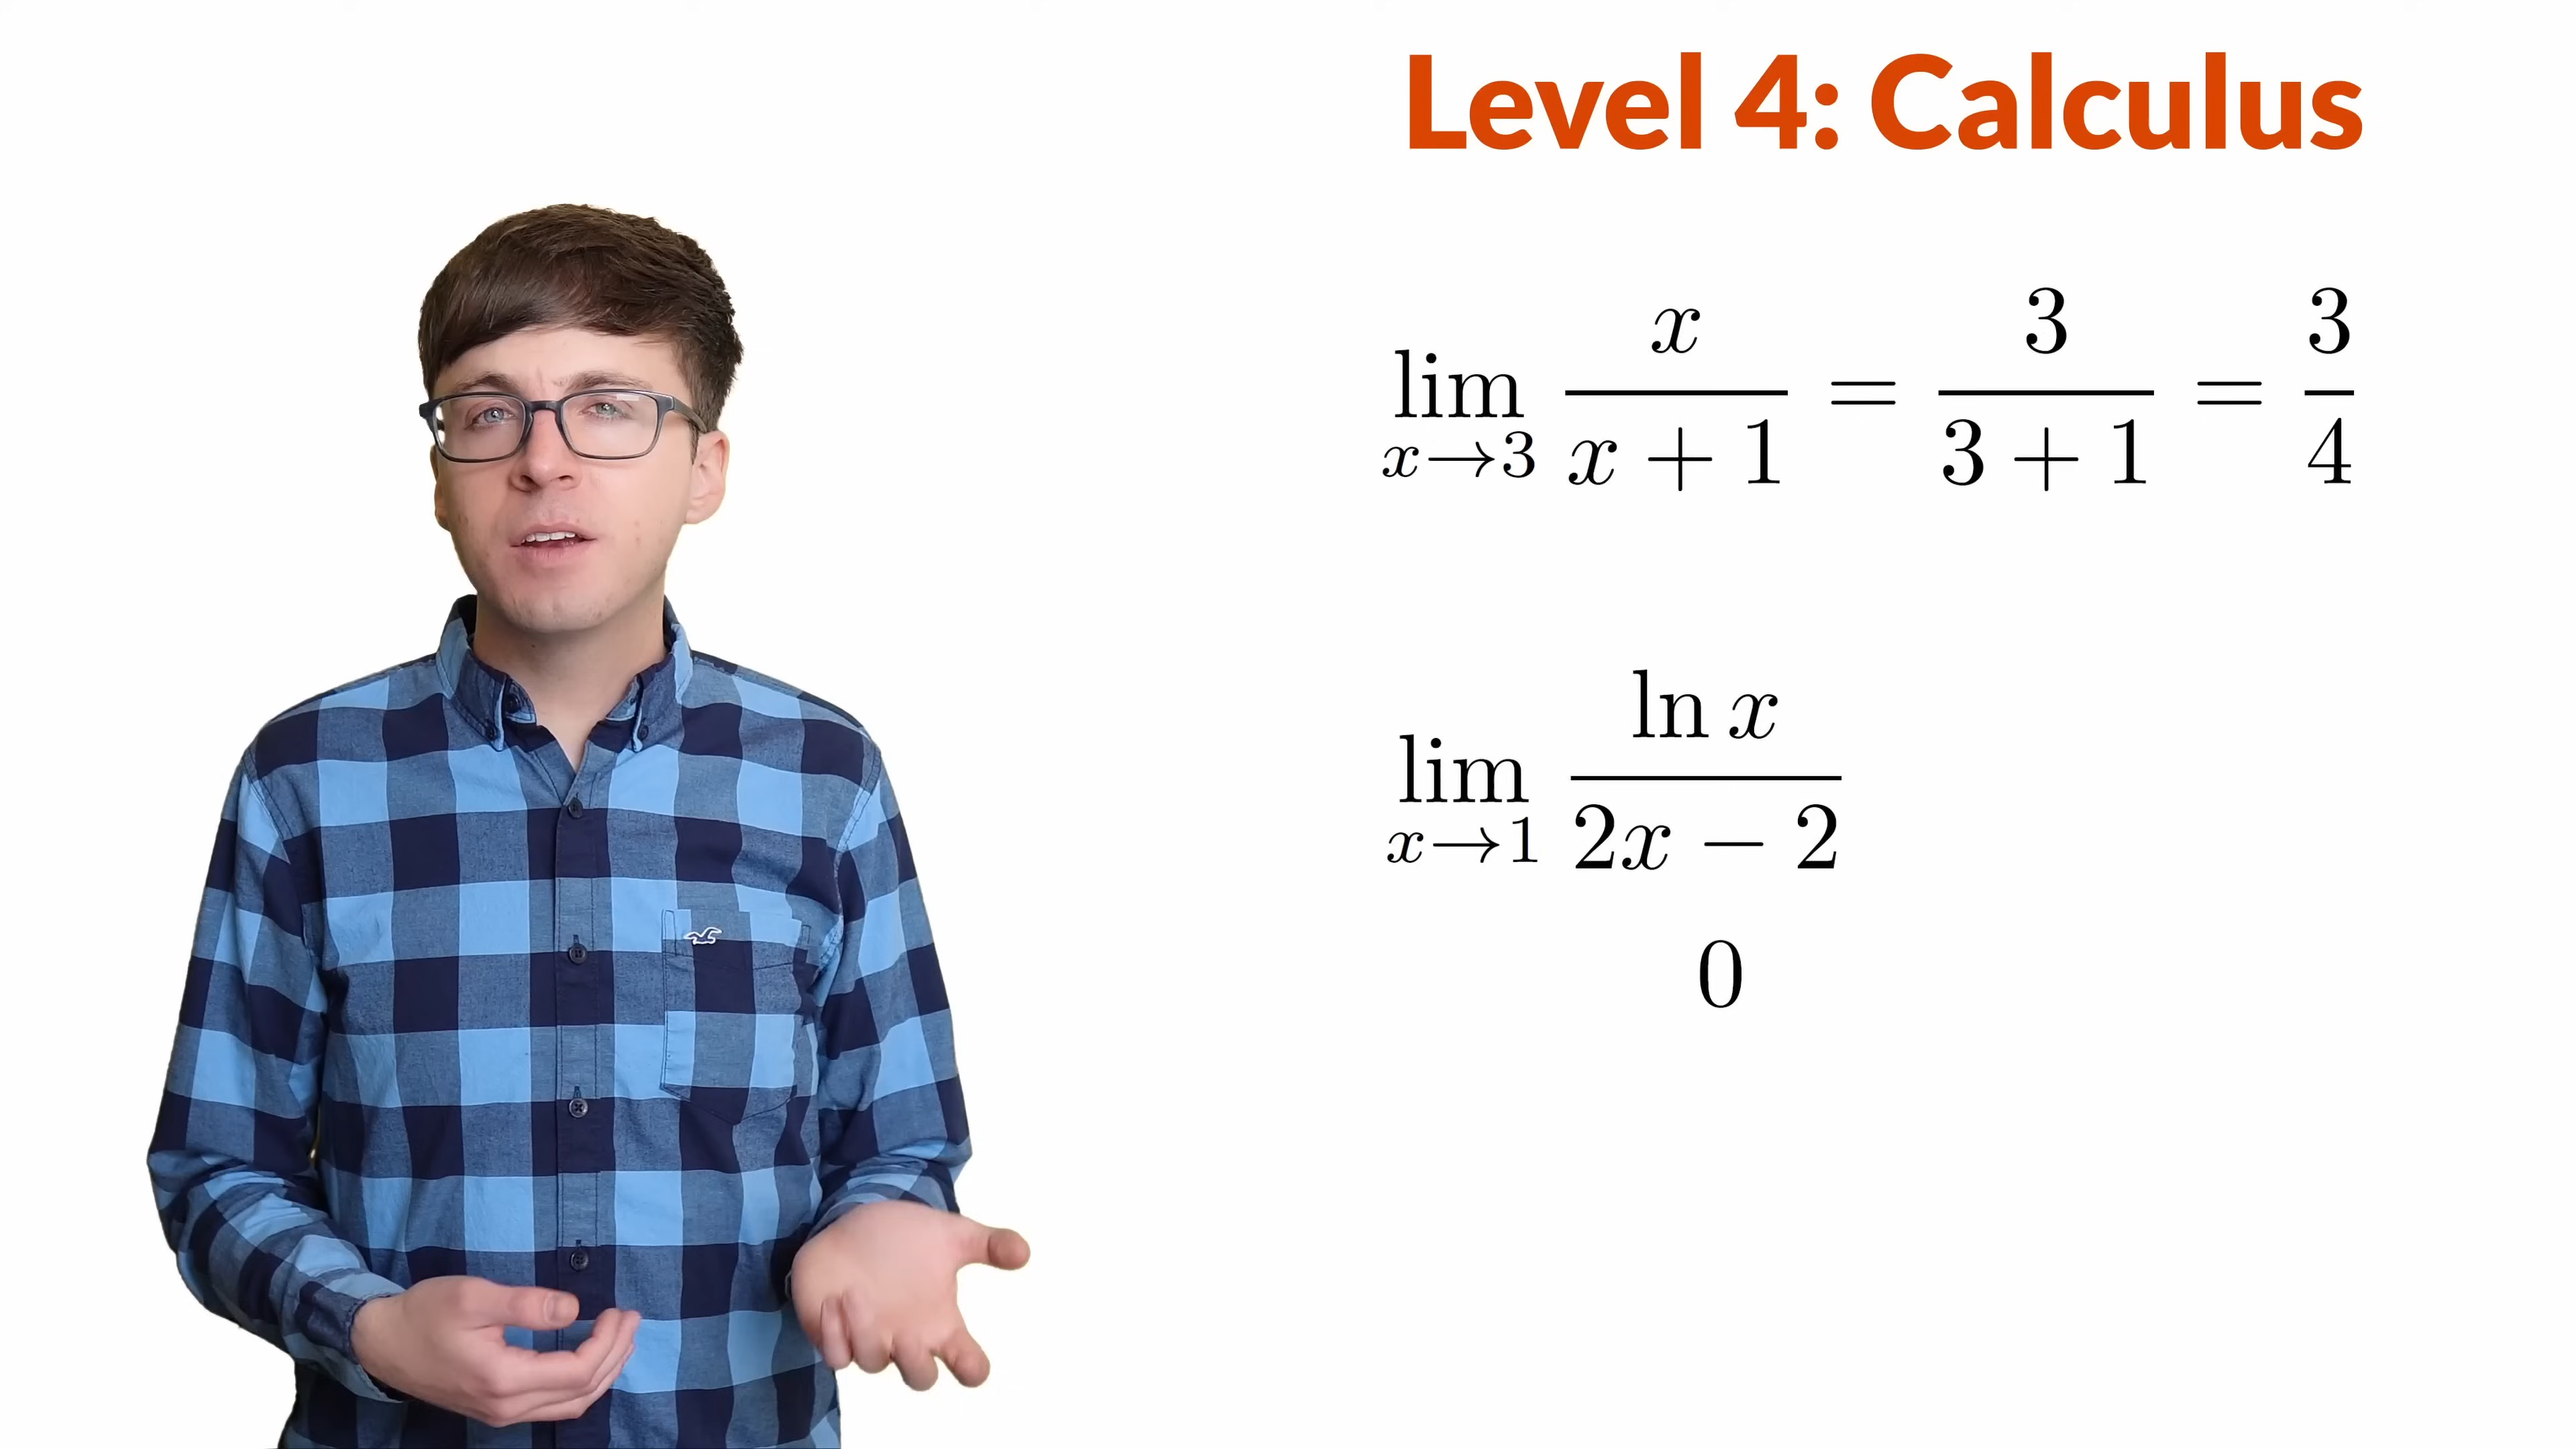 Level 4: Calculus
lim x→3 x/(x + 1) = 3/(3 + 1) = 3/4
lim x→1 ln x/(2x − 2)
0